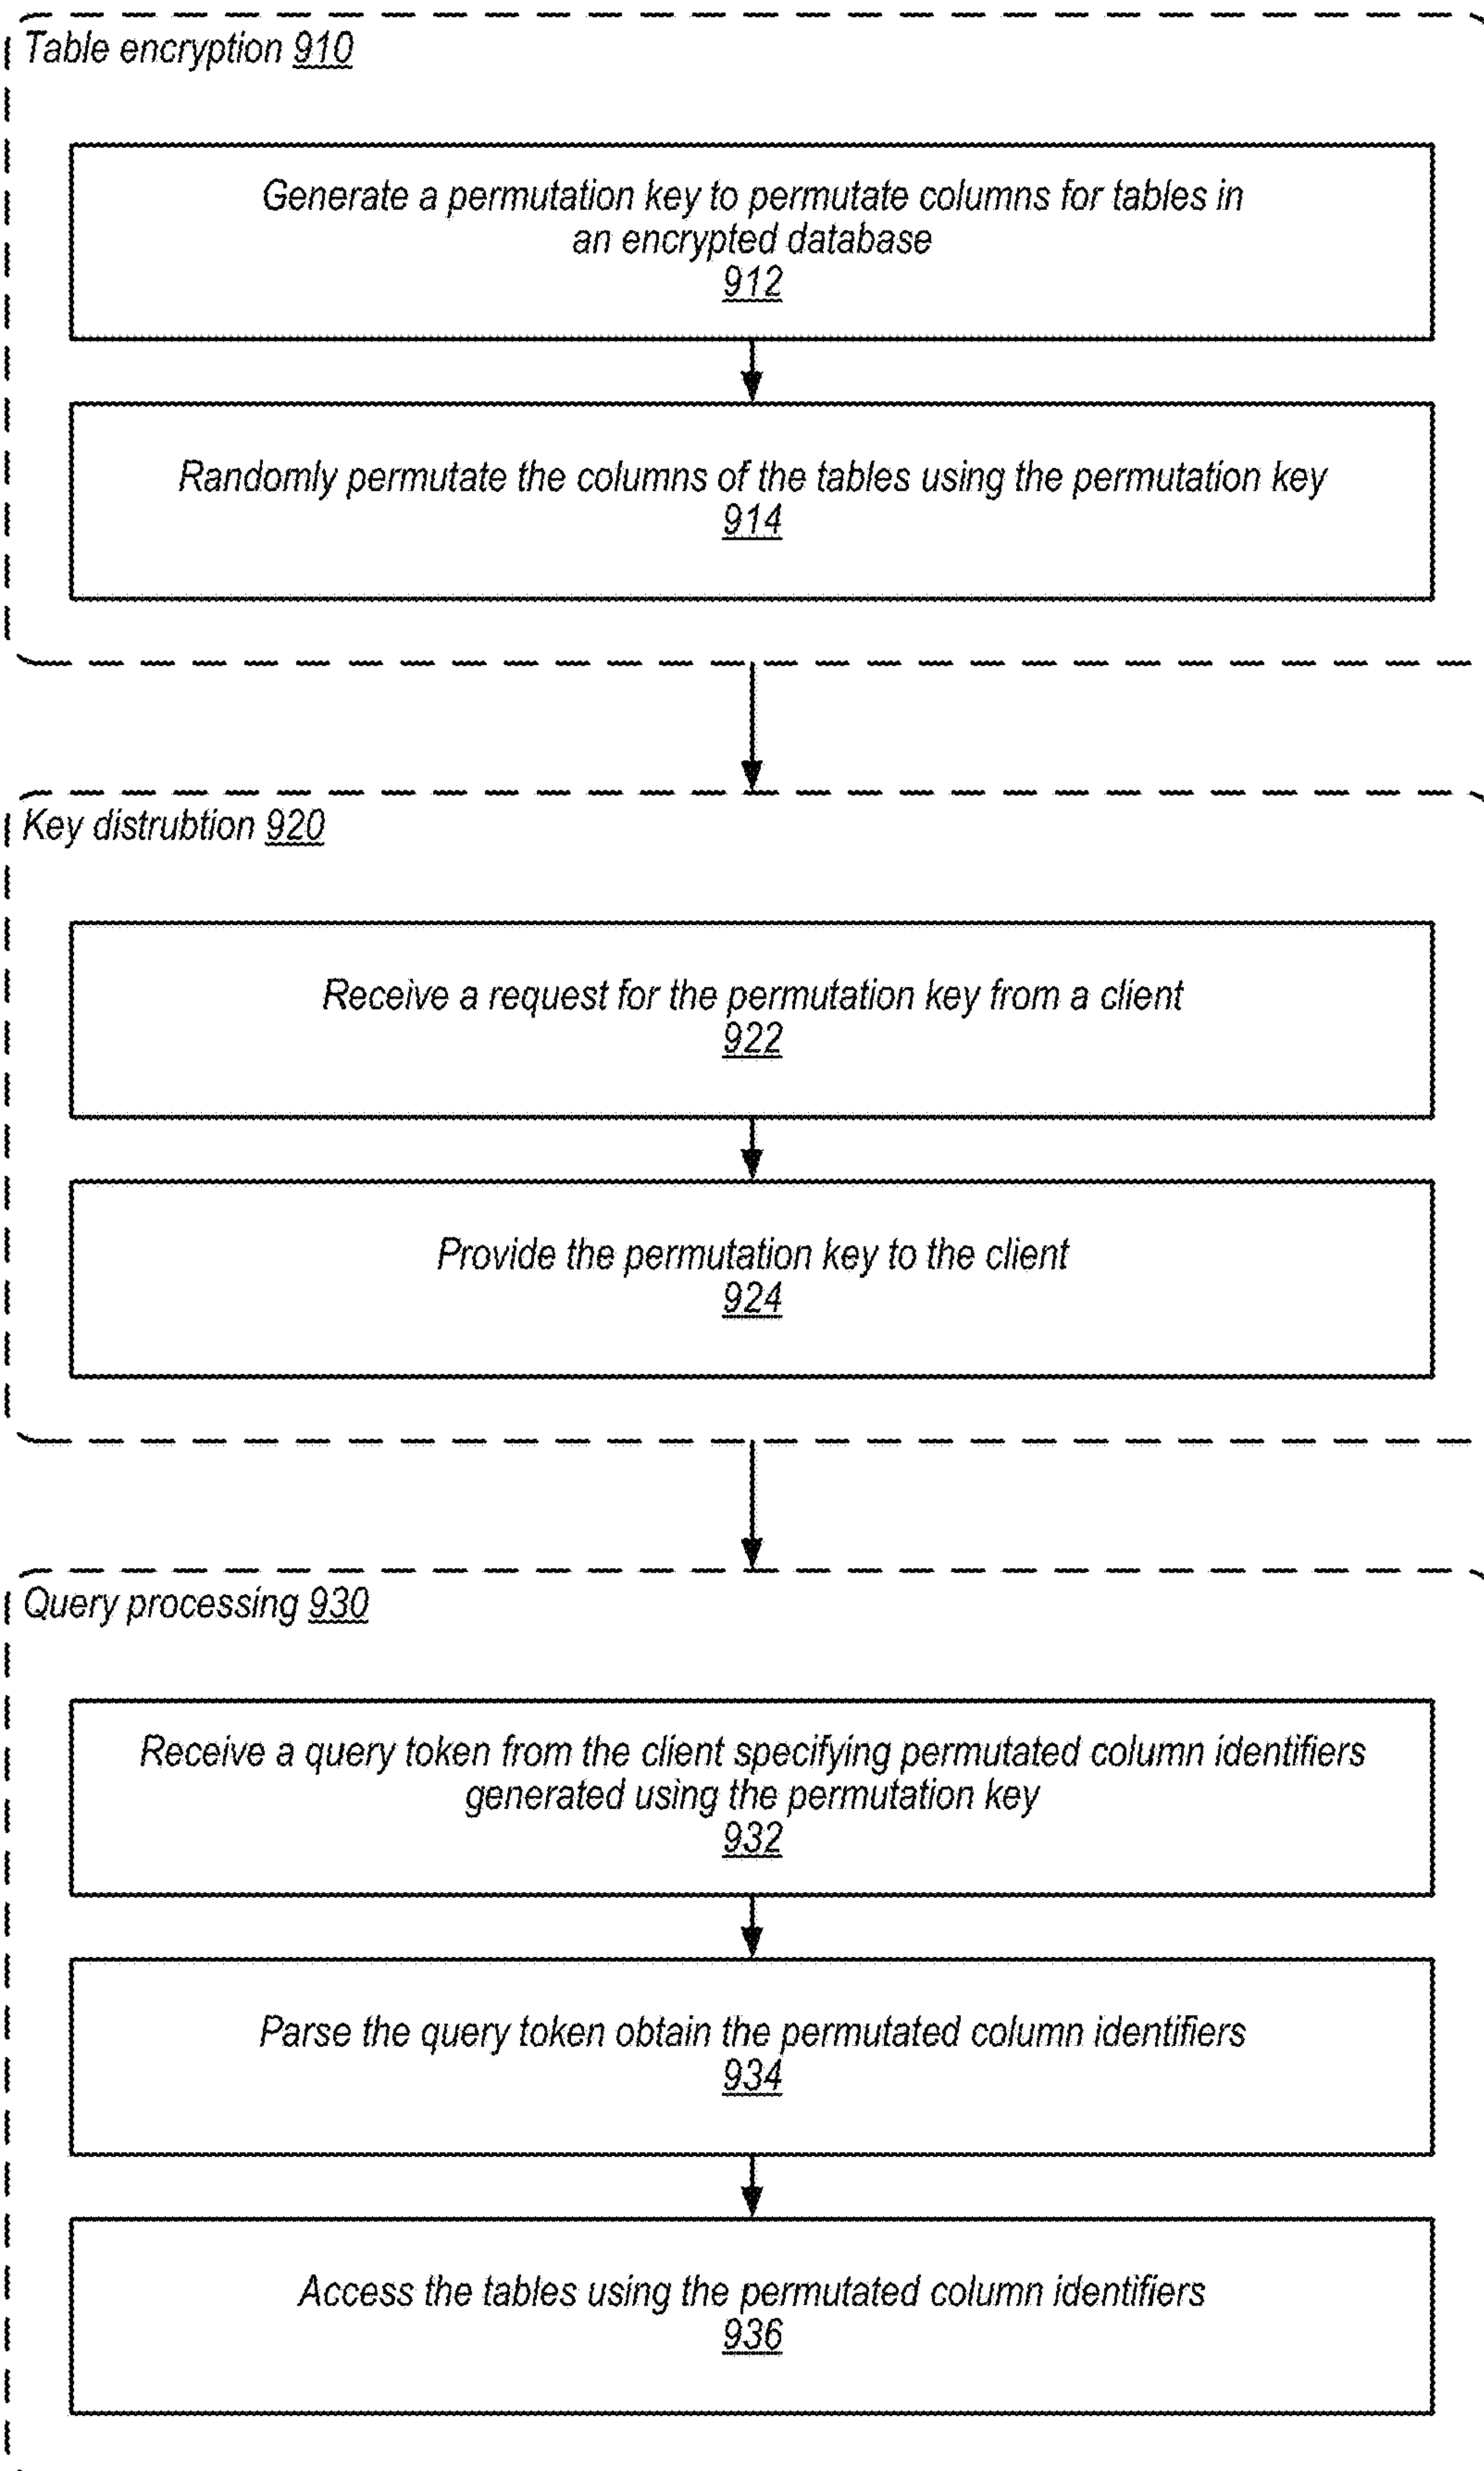 Table encryption 910
Generate a permutation key to permutate columns for tables in
an encrypted database
912
Randomly permutate the columns of the tables using the permutation key
914
Key distrubtion 920
Receive a request for the permutation key from a client
922
Provide the permutation key to the client
924
Query processing 930
Receive a query token from the client specifying permutated column identifiers
generated using the permutation key
932
Parse the query token obtain the permutated column identifiers
934
Access the tables using the permutated column identifiers
936